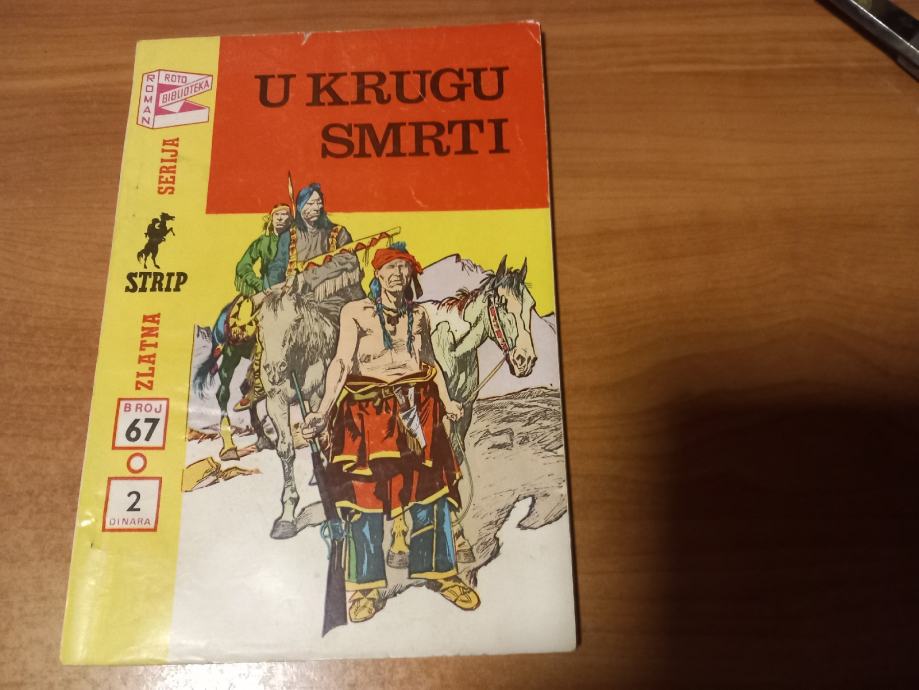 U KRUGU
SMRTI
ROMAN
ROTO
BIBLIOTEKA
ZLATNA
STRIP
SERIJA
BROJ
67
2
DINARA